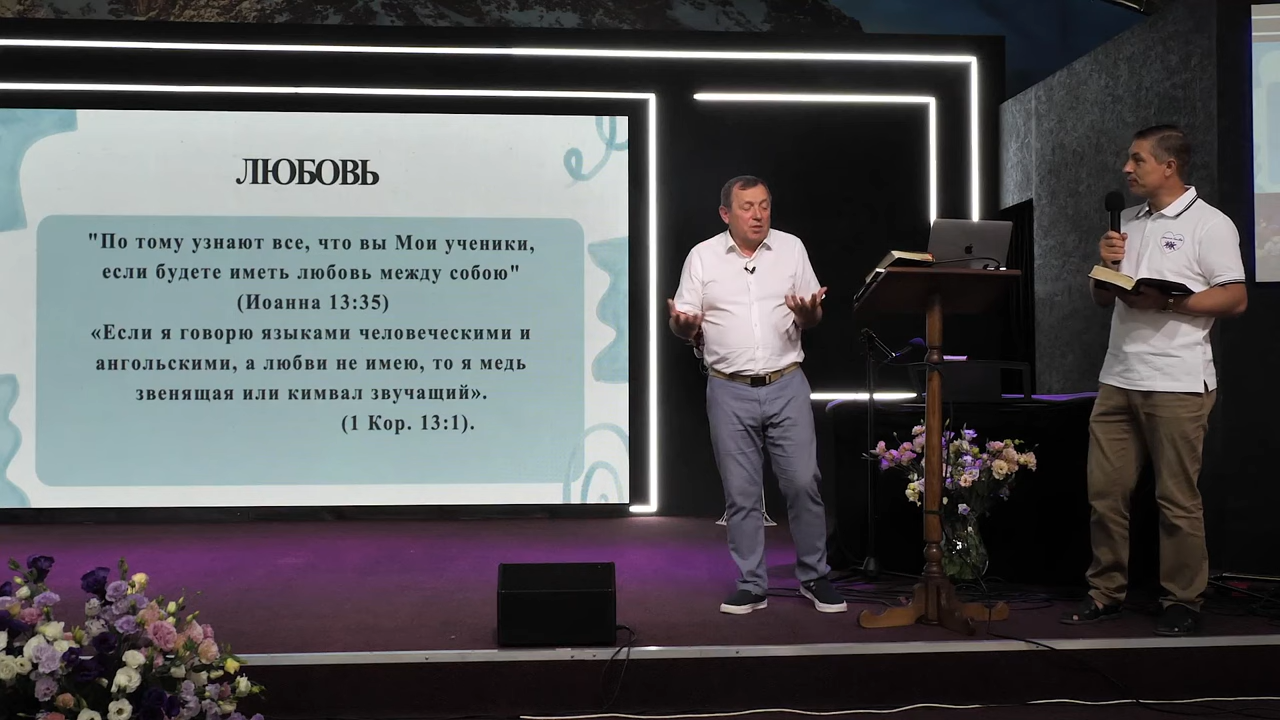 ЛЮБОВЬ
"По тому узнают все, что вы Мои ученики,
если будете иметь любовь между собою"
(Иоанна 13:35)
«Если я говорю языками человеческими и
ангольскими, а любви не имею, то я медь
звенящая или кимвал звучащий».
(1 Кор. 13:1).